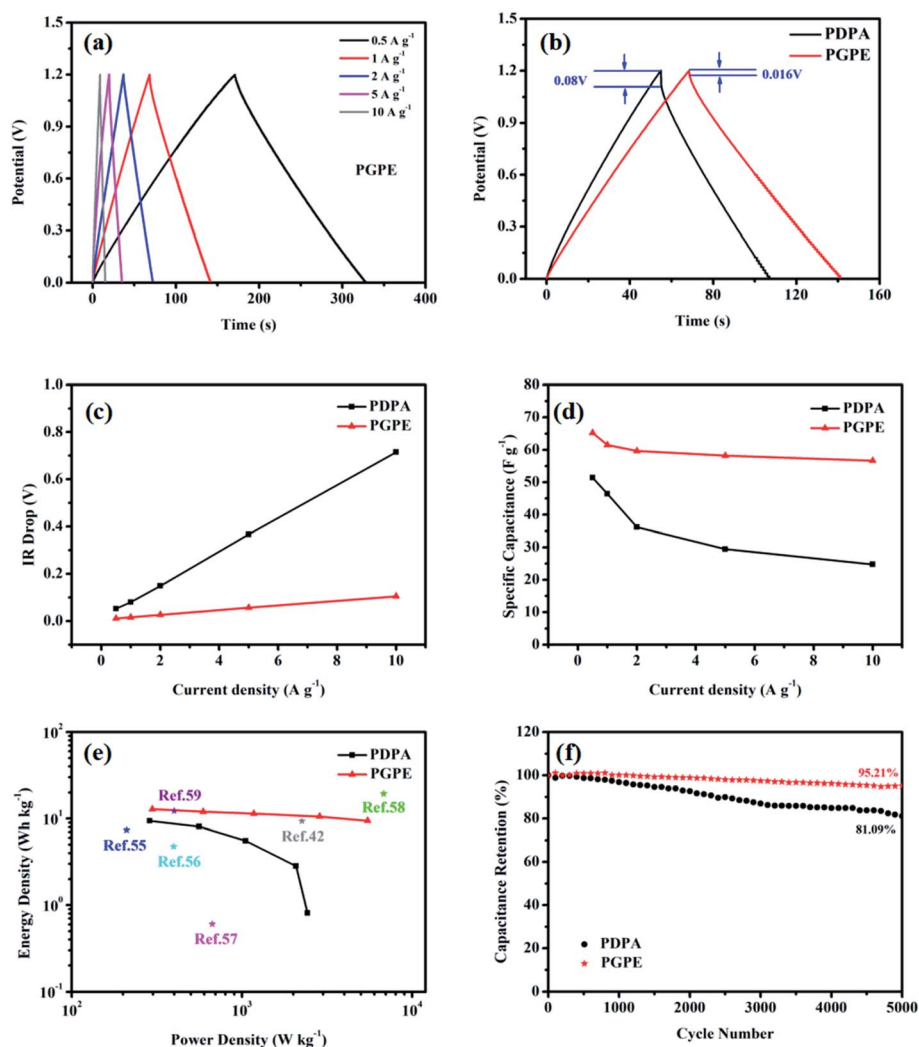 (a)
0.5 A g⁻¹
1 A g⁻¹
2 A g⁻¹
5 A g⁻¹
10 A g⁻¹
PGPE
Potential (V)
1.5
1.2
0.9
0.6
0.3
0.0
0 100 200 300 400
Time (s)
(b)
PDPA
PGPE
0.08V
0.016V
Potential (V)
1.5
1.2
0.9
0.6
0.3
0.0
0 40 80 120 160
Time (s)
(c)
PDPA
PGPE
IR Drop (V)
1.0
0.8
0.6
0.4
0.2
0.0
0 2 4 6 8 10
Current density (A g⁻¹)
(d)
PDPA
PGPE
Specific Capacitance (F g⁻¹)
80
70
60
50
40
30
20
10
0
0 2 4 6 8 10
Current density (A g⁻¹)
(e)
PDPA
PGPE
Ref.59
Ref.58
Ref.42
Ref.55
Ref.56
Ref.57
Energy Density (Wh kg⁻¹)
10²
10¹
10⁰
10⁻¹
10² 10³ 10⁴
Power Density (W kg⁻¹)
(f)
95.21%
81.09%
PDPA
PGPE
Capacitance Retention (%)
120
100
80
60
40
20
0
0 1000 2000 3000 4000 5000
Cycle Number